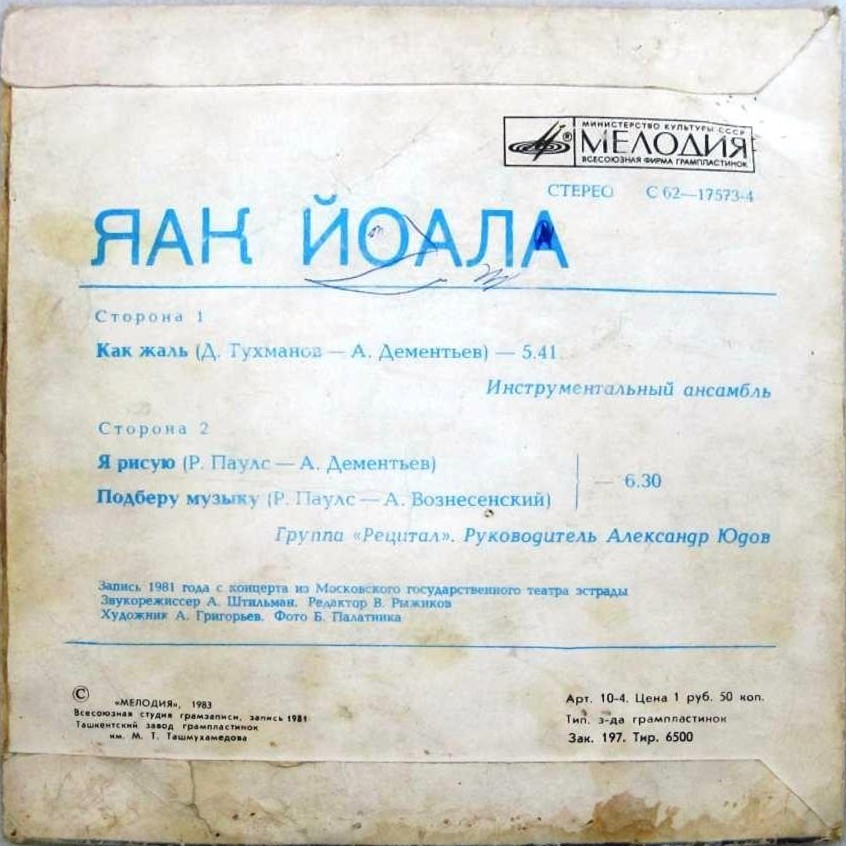 МИНИСТЕРСТВО КУЛЬТУРЫ СССР
® МЕЛОДИЯ
ВСЕСОЮЗНАЯ ФИРМА ГРАМПЛАСТИНОК
СТЕРЕО С 62—17573-4
ЯАК ЙОАЛА
Сторона 1
Как жаль (Д. Тухманов — А. Дементьев) — 5.41
Инструментальный ансамбль
Сторона 2
Я рисую (Р. Паулс — А. Дементьев)
— 6.30
Подберу музыку (Р. Паулс — А. Вознесенский)
Группа «Рецитал». Руководитель Александр Юдов
Запись 1981 года с концерта из Московского государственного театра эстрады
Звукорежиссер А. Штильман. Редактор В. Рыжиков
Художник А. Григорьев. Фото Б. Палатника
© «МЕЛОДИЯ», 1983
Всесоюзная студия грамзаписи, запись 1981
Ташкентский завод грампластинок
им. М. Т. Ташмухамедова
Арт. 10-4. Цена 1 руб. 50 коп.
Тип. з-да грампластинок
Зак. 197. Тир. 6500